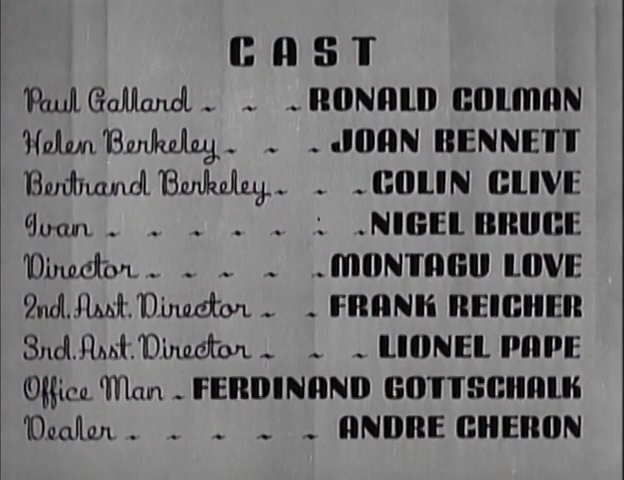 CAST
Paul Gallard ~ ~ ~ RONALD COLMAN
Helen Berkeley ~ ~ ~ JOAN BENNETT
Bertrand Berkeley ~ ~ ~ COLIN CLIVE
Ivan ~ ~ ~ ~ ~ ~ ~ NIGEL BRUCE
Director ~ ~ ~ ~ ~ MONTAGU LOVE
2nd. Asst. Director ~ ~ FRANK REICHER
3rd. Asst. Director ~ ~ ~ LIONEL PAPE
Office Man ~ FERDINAND GOTTSCHALK
Dealer ~ ~ ~ ~ ~ ANDRE CHERON